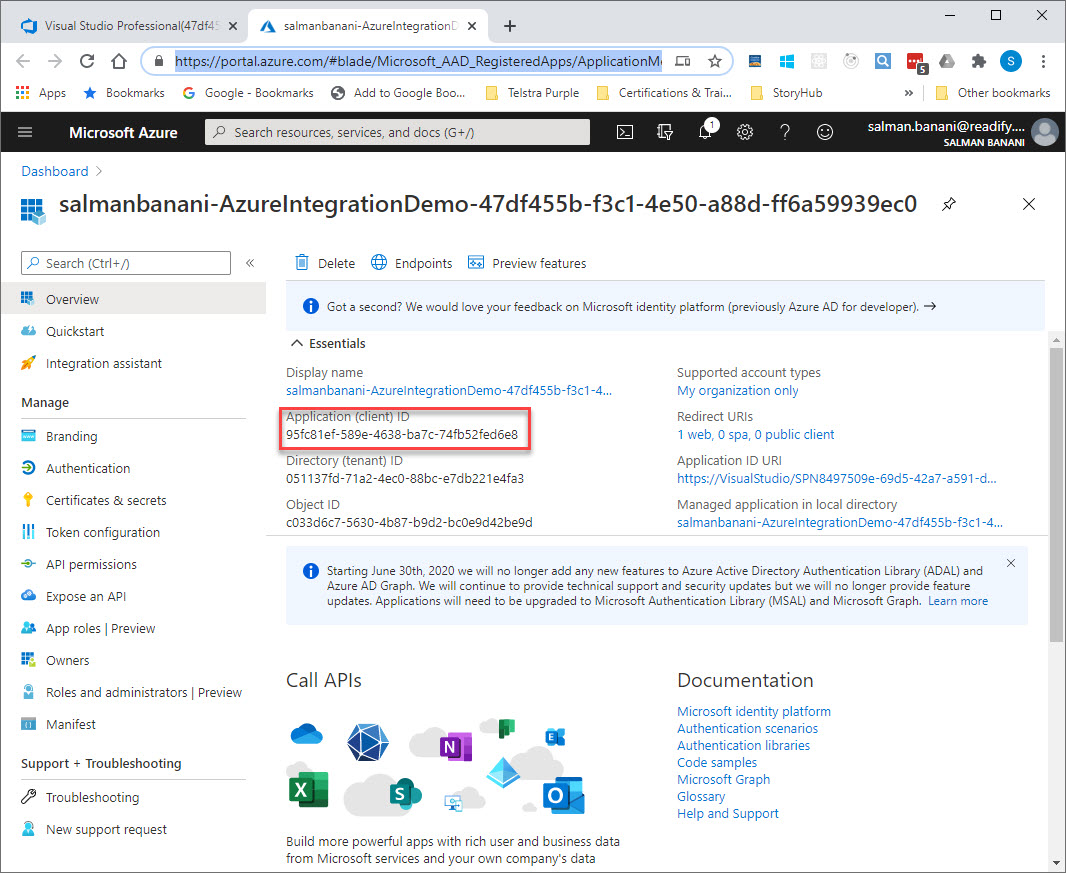 Visual Studio Professional(47df45
salmanbanani-AzureIntegrationD
https://portal.azure.com/#blade/Microsoft_AAD_RegisteredApps/ApplicationM
5
S
Apps
Bookmarks
Google - Bookmarks
Add to Google Boo...
Telstra Purple
Certifications & Trai...
StoryHub
»
Other bookmarks
Microsoft Azure
Search resources, services, and docs (G+/)
1
salman.banani@readify....
SALMAN BANANI
Dashboard >
salmanbanani-AzureIntegrationDemo-47df455b-f3c1-4e50-a88d-ff6a59939ec0
Search (Ctrl+/)
«
Overview
Quickstart
Integration assistant
Manage
Branding
Authentication
Certificates & secrets
Token configuration
API permissions
Expose an API
App roles | Preview
Owners
Roles and administrators | Preview
Manifest
Support + Troubleshooting
Troubleshooting
New support request
Delete
Endpoints
Preview features
Got a second? We would love your feedback on Microsoft identity platform (previously Azure AD for developer). →
Essentials
Display name
salmanbanani-AzureIntegrationDemo-47df455b-f3c1-4...
Application (client) ID
95fc81ef-589e-4638-ba7c-74fb52fed6e8
Directory (tenant) ID
051137fd-71a2-4ec0-88bc-e7db221e4fa3
Object ID
c033d6c7-5630-4b87-b9d2-bc0e9d42be9d
Supported account types
My organization only
Redirect URIs
1 web, 0 spa, 0 public client
Application ID URI
https://VisualStudio/SPN8497509e-69d5-42a7-a591-d...
Managed application in local directory
salmanbanani-AzureIntegrationDemo-47df455b-f3c1-4...
Starting June 30th, 2020 we will no longer add any new features to Azure Active Directory Authentication Library (ADAL) and
Azure AD Graph. We will continue to provide technical support and security updates but we will no longer provide feature
updates. Applications will need to be upgraded to Microsoft Authentication Library (MSAL) and Microsoft Graph. Learn more
Call APIs
N
E
X
S
O
Build more powerful apps with rich user and business data
from Microsoft services and your own company's data
Documentation
Microsoft identity platform
Authentication scenarios
Authentication libraries
Code samples
Microsoft Graph
Glossary
Help and Support